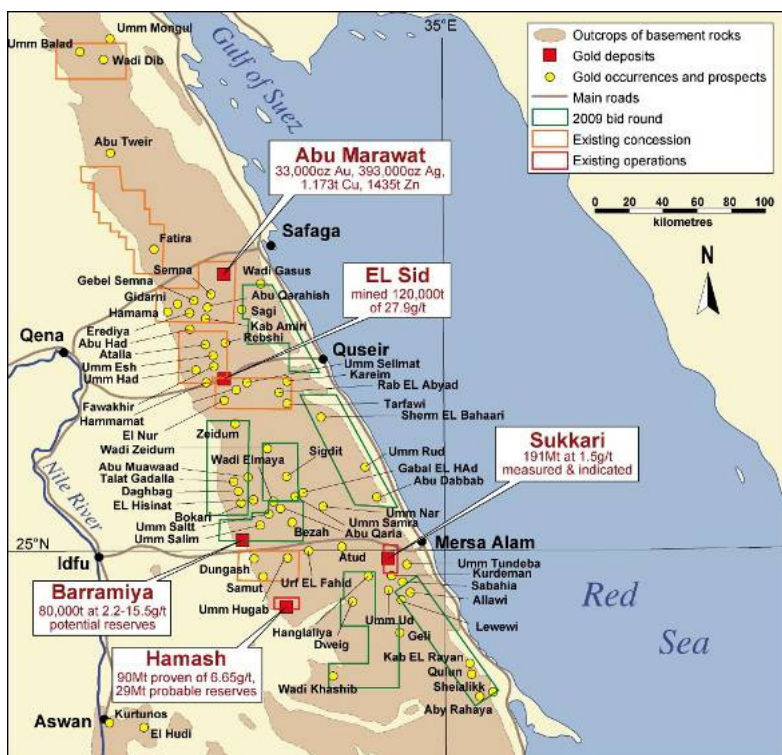 Umm Mongul
Umm Balad
Wadi Dib
Gulf of Suez
35°E
Outcrops of basement rocks
Gold deposits
Gold occurrences and prospects
Main roads
2009 bid round
Existing concession
Existing operations
0 20 40 60 80 100
kilometres
N
Abu Tweir
Abu Marawat
33,000oz Au, 393,000oz Ag,
1.173t Cu, 1435t Zn
Fatira
Safaga
Semna
Wadi Gasus
Gebel Semna
Gidarni
Abu Qarahish
Hamama
Sagi
EL Sid
mined 120,000t
of 27.9g/t
Erediya
Kab Amiri
Abu Had
Rebshi
Qena
Atalla
Quseir
Umm Esh
Umm Selimat
Umm Had
Kareim
Rab EL Abyad
Fawakhir
Tarfawi
Hammamat
Sherm EL Bahaari
El Nur
Zeidum
Wadi Zeidum
Sigdit
Umm Rud
Sukkari
191Mt at 1.5g/t
measured & indicated
Wadi Elmaya
Abu Muawaad
Gabal EL HAd
Talat Gadalla
Abu Dabbab
Daghbag
EL Hisinat
Umm Nar
Bokari
Umm Samra
Umm Saltt
Abu Qaria
Umm Salim
Bezah
Nile River
25°N
Idfu
Mersa Alam
Atud
Umm Tundeba
Dungash
Kurdeman
Samut
Urf EL Fahid
Sabahia
Barramiya
80,000t at 2.2-15.5g/t
potential reserves
Umm Hugab
Allawi
Umm Ud
Lewewi
Hanglaliya
Dweig
Geli
Red
Sea
Hamash
90Mt proven of 6.65g/t,
29Mt probable reserves
Kab EL Rayan
Qulun
Wadi Khashib
Shelalikk
Aby Rahaya
Aswan
Kurtunos
El Hudi